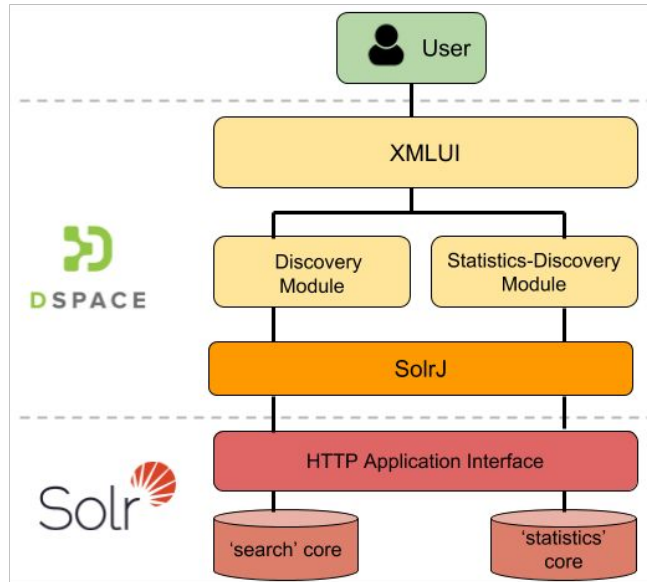 User
XMLUI
DSPACE
Discovery
Module
Statistics-Discovery
Module
SolrJ
Solr
HTTP Application Interface
‘search’ core
‘statistics’
core